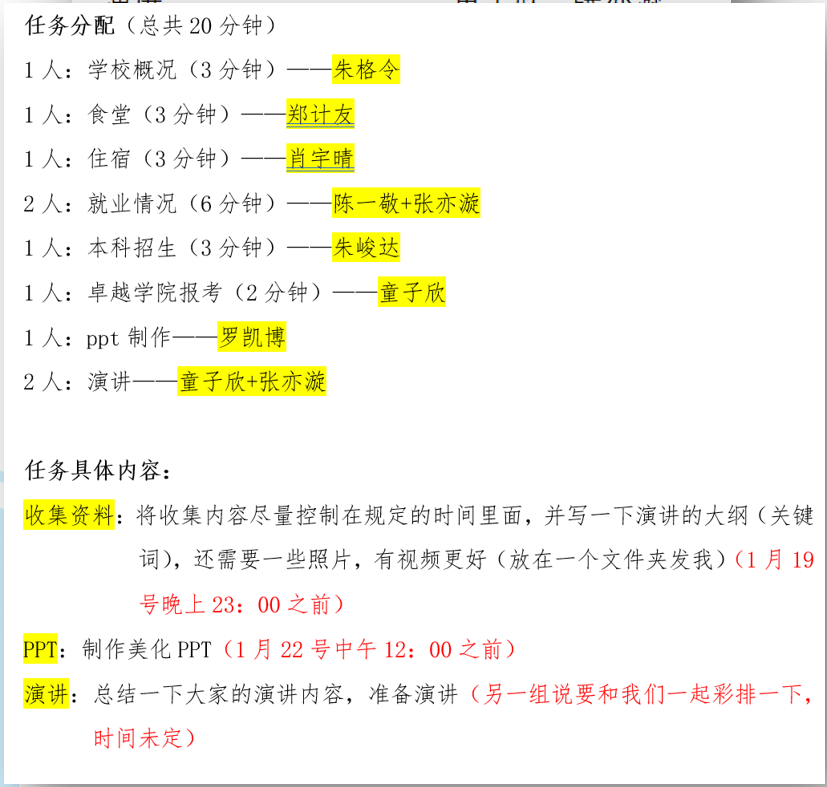 任务分配（总共 20 分钟）
1 人：学校概况（3 分钟）——朱格令
1 人：食堂（3 分钟）——郑计友
1 人：住宿（3 分钟）——肖宇晴
2 人：就业情况（6 分钟）——陈一敬+张亦漩
1 人：本科招生（3 分钟）——朱峻达
1 人：卓越学院报考（2 分钟）——童子欣
1 人：ppt 制作——罗凯博
2 人：演讲——童子欣+张亦漩
任务具体内容：
收集资料：将收集内容尽量控制在规定的时间里面，并写一下演讲的大纲（关键
词），还需要一些照片，有视频更好（放在一个文件夹发我）（1 月 19
号晚上 23：00 之前）
PPT：制作美化 PPT（1 月 22 号中午 12：00 之前）
演讲：总结一下大家的演讲内容，准备演讲（另一组说要和我们一起彩排一下，
时间未定）